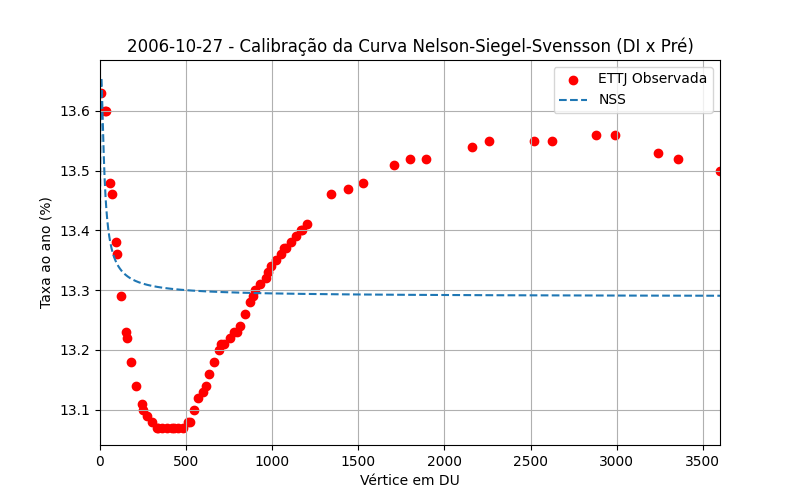 2006-10-27 - Calibração da Curva Nelson-Siegel-Svensson (DI x Pré)
ETTJ Observada
NSS
13.6
13.5
13.4
13.3
13.2
13.1
Taxa ao ano (%)
0
500
1000
1500
2000
2500
3000
3500
Vértice em DU